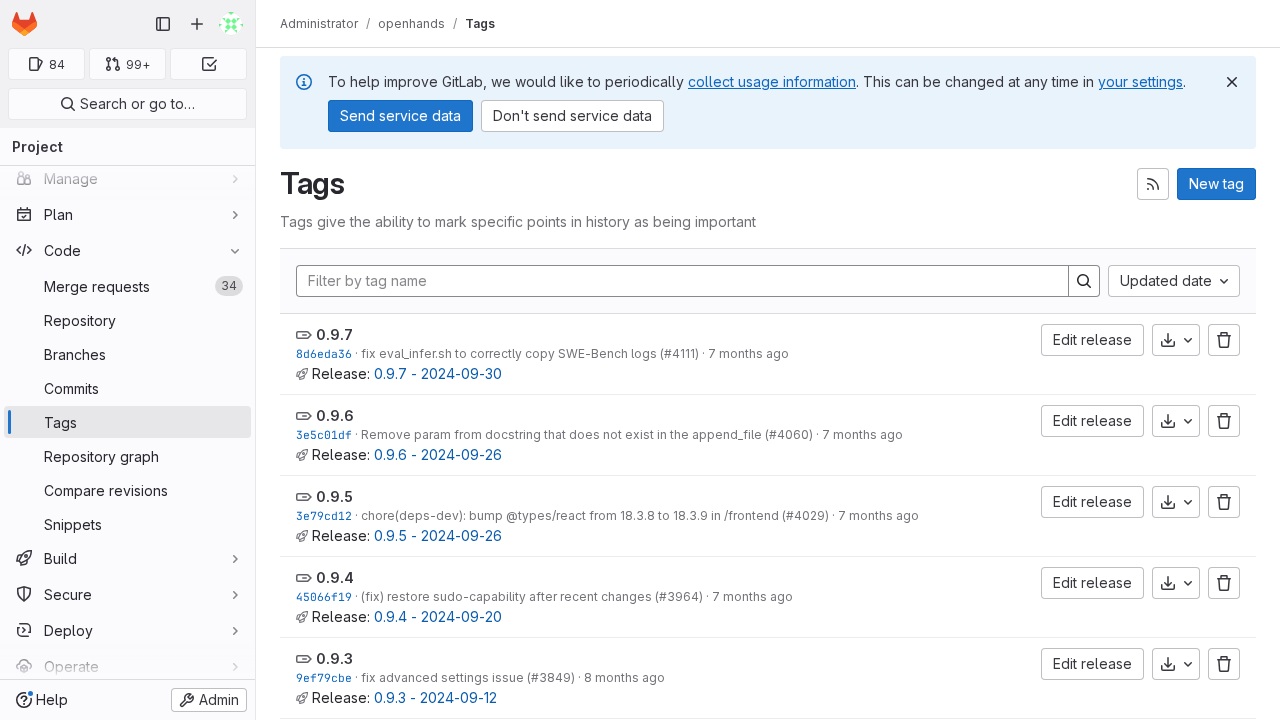 Administrator / openhands / Tags
84
99+
Search or go to…
Project
Manage
Plan
Code
Merge requests 34
Repository
Branches
Commits
Tags
Repository graph
Compare revisions
Snippets
Build
Secure
Deploy
Operate
Help
Admin
To help improve GitLab, we would like to periodically collect usage information. This can be changed at any time in your settings.
Send service data
Don't send service data
Tags
New tag
Tags give the ability to mark specific points in history as being important
Filter by tag name
Updated date
0.9.7
8d6eda36 · fix eval_infer.sh to correctly copy SWE-Bench logs (#4111) · 7 months ago
Release: 0.9.7 - 2024-09-30
Edit release
0.9.6
3e5c01df · Remove param from docstring that does not exist in the append_file (#4060) · 7 months ago
Release: 0.9.6 - 2024-09-26
Edit release
0.9.5
3e79cd12 · chore(deps-dev): bump @types/react from 18.3.8 to 18.3.9 in /frontend (#4029) · 7 months ago
Release: 0.9.5 - 2024-09-26
Edit release
0.9.4
45066f19 · (fix) restore sudo-capability after recent changes (#3964) · 7 months ago
Release: 0.9.4 - 2024-09-20
Edit release
0.9.3
9ef79cbe · fix advanced settings issue (#3849) · 8 months ago
Release: 0.9.3 - 2024-09-12
Edit release